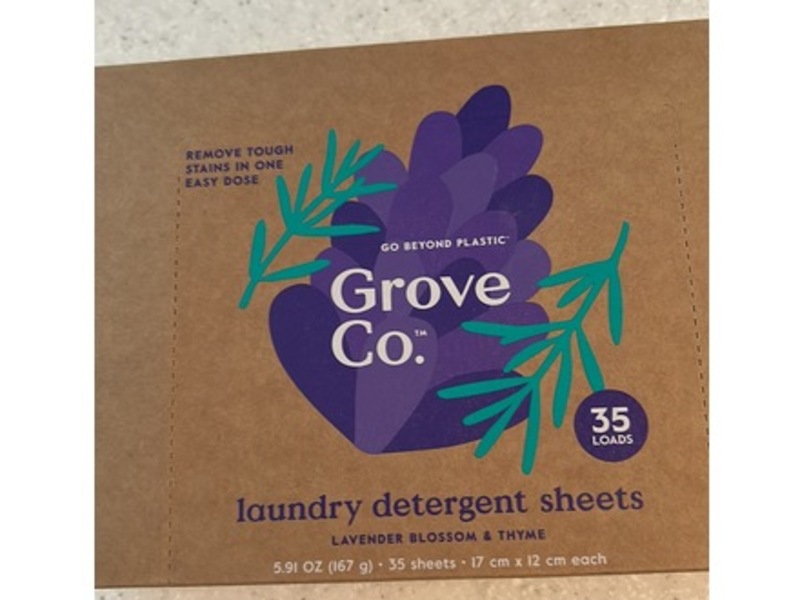 REMOVE TOUGH
STAINS IN ONE
EASY DOSE
GO BEYOND PLASTIC™
Grove
Co.™
35
LOADS
laundry detergent sheets
LAVENDER BLOSSOM & THYME
5.91 OZ (167 g) • 35 sheets • 17 cm x 12 cm each